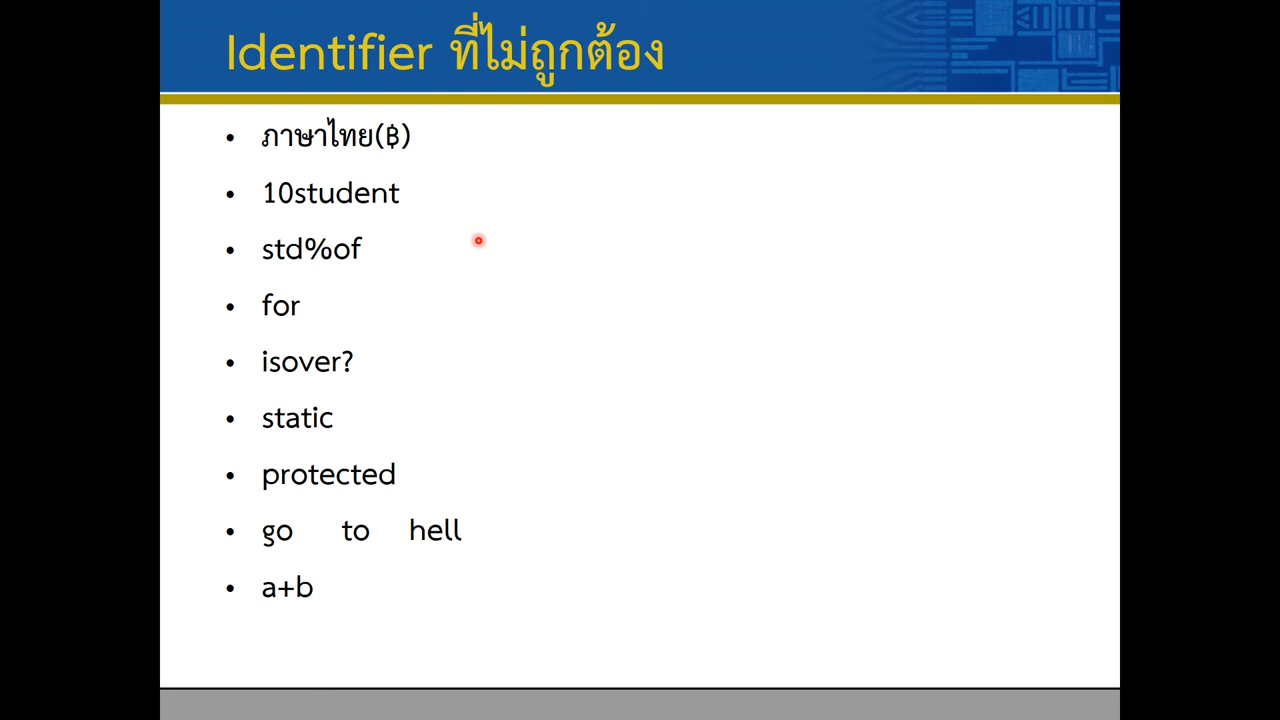 Identifier ที่ไม่ถูกต้อง
• ภาษาไทย(฿)
• 10student
• std%of
• for
• isover?
• static
• protected
• go to hell
• a+b